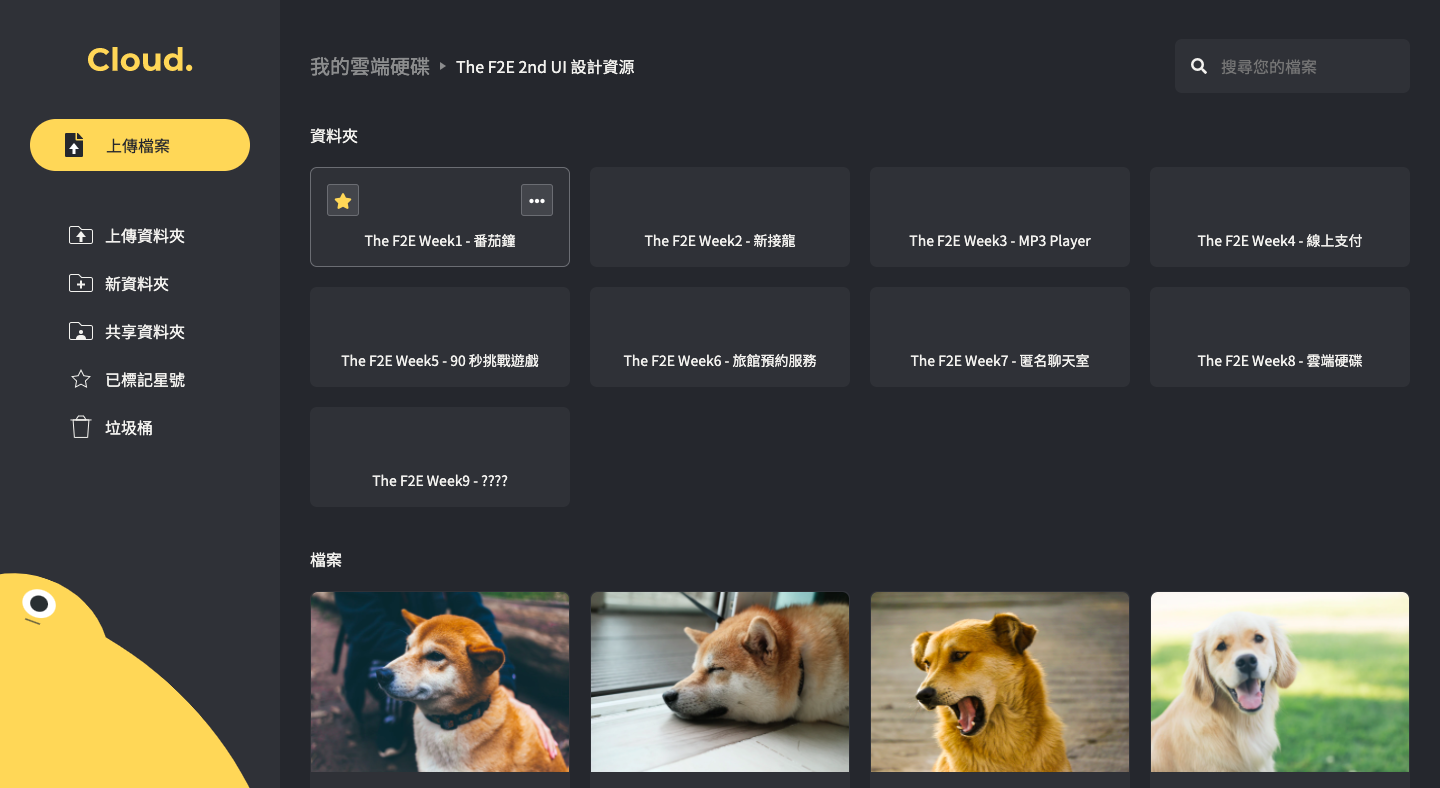 Cloud.
上傳檔案
上傳資料夾
新資料夾
共享資料夾
已標記星號
垃圾桶
我的雲端硬碟 The F2E 2nd UI 設計資源
搜尋您的檔案
資料夾
The F2E Week1 - 番茄鐘
The F2E Week2 - 新接龍
The F2E Week3 - MP3 Player
The F2E Week4 - 線上支付
The F2E Week5 - 90 秒挑戰遊戲
The F2E Week6 - 旅館預約服務
The F2E Week7 - 匿名聊天室
The F2E Week8 - 雲端硬碟
The F2E Week9 - ????
檔案